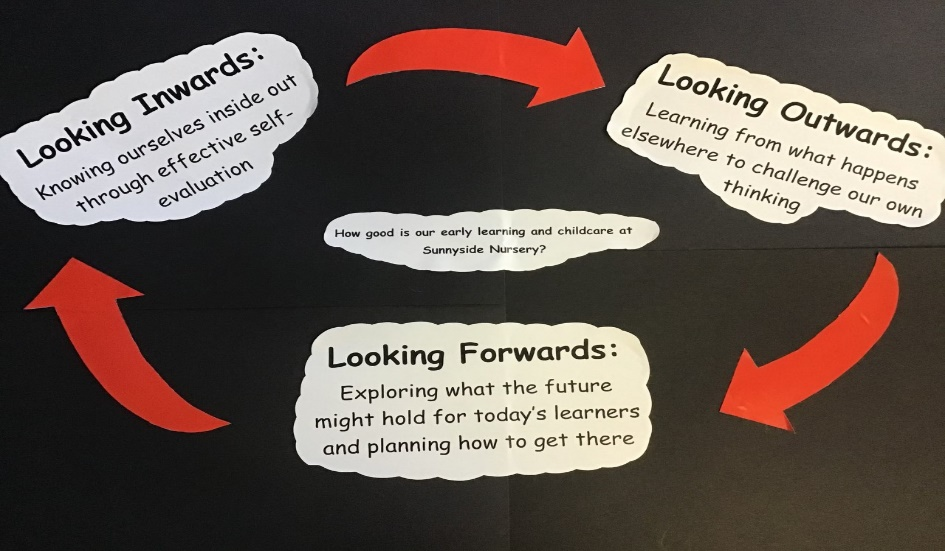 Looking Inwards:
Knowing ourselves inside out
through effective self-
evaluation
Looking Outwards:
Learning from what happens
elsewhere to challenge our own
thinking
How good is our early learning and childcare at
Sunnyside Nursery?
Looking Forwards:
Exploring what the future
might hold for today's learners
and planning how to get there